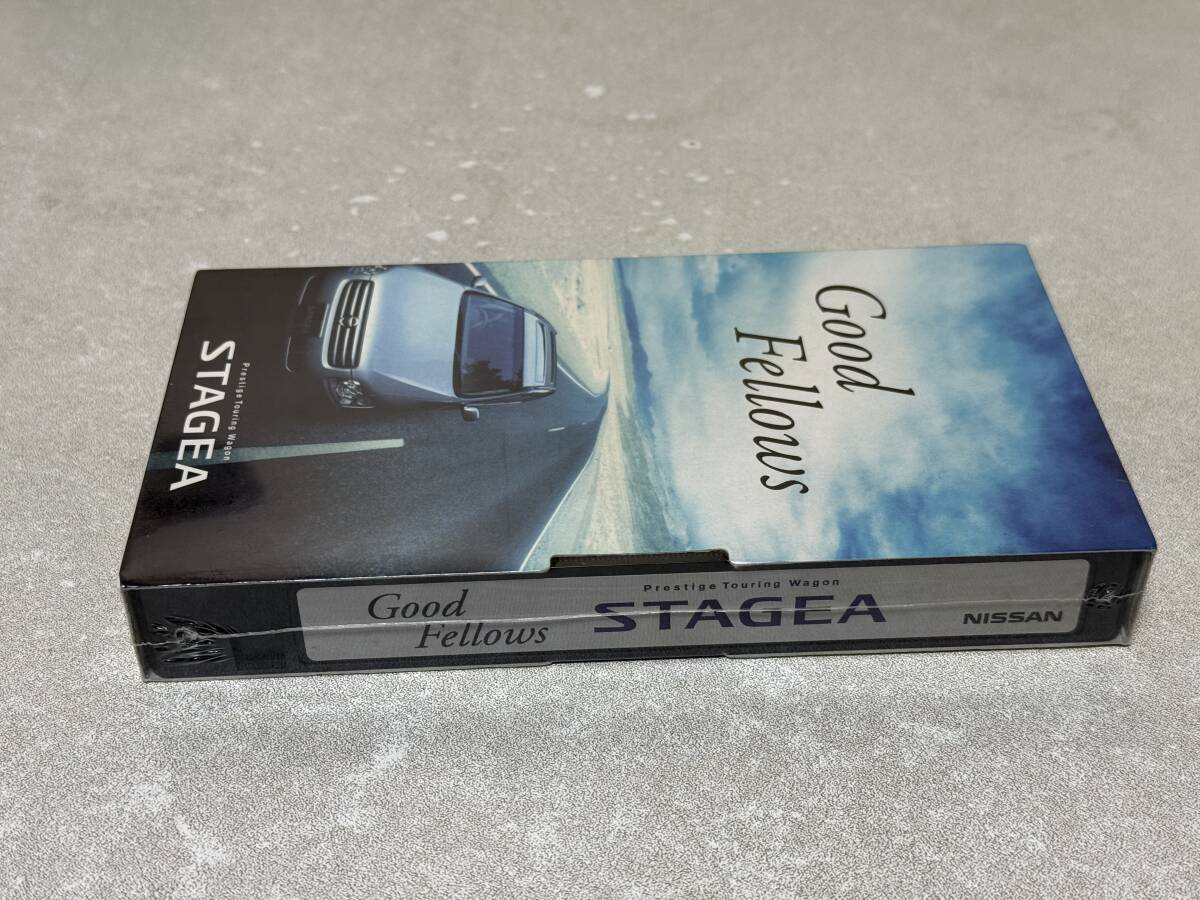 Good
Fellows
Prestige Touring Wagon
STAGEA
Good
Fellows
Prestige Touring Wagon
STAGEA
NISSAN